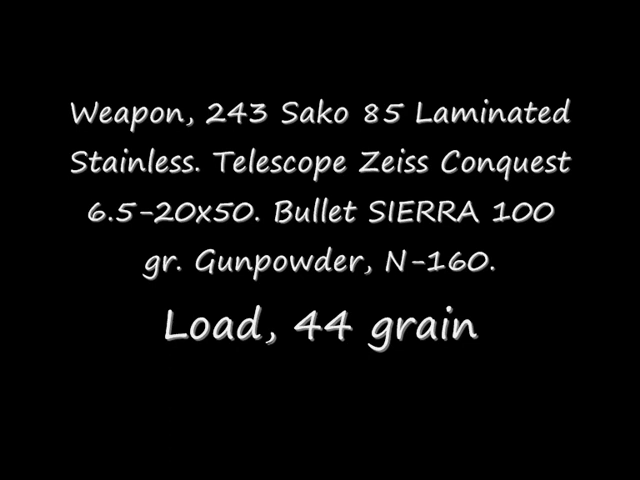 Weapon, 243 Sako 85 Laminated
Stainless. Telescope Zeiss Conquest
6.5-20x50. Bullet SIERRA 100
gr. Gunpowder, N-160.
Load, 44 grain